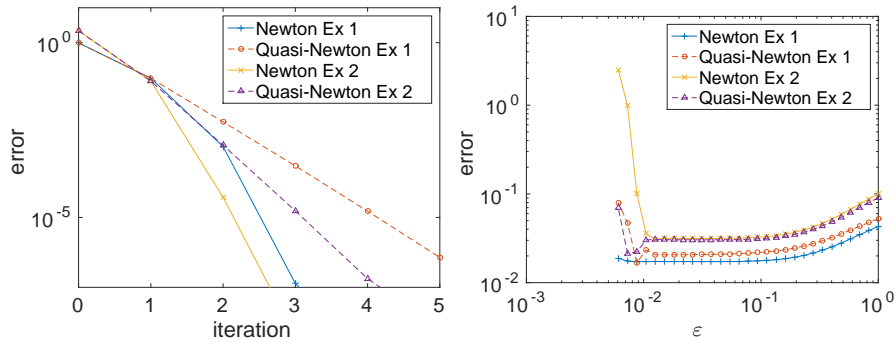 Newton Ex 1
Quasi-Newton Ex 1
Newton Ex 2
Quasi-Newton Ex 2
10^0
10^-5
error
0 1 2 3 4 5
iteration
Newton Ex 1
Quasi-Newton Ex 1
Newton Ex 2
Quasi-Newton Ex 2
10^1
10^0
10^-1
10^-2
error
10^-3 10^-2 10^-1 10^0
ε